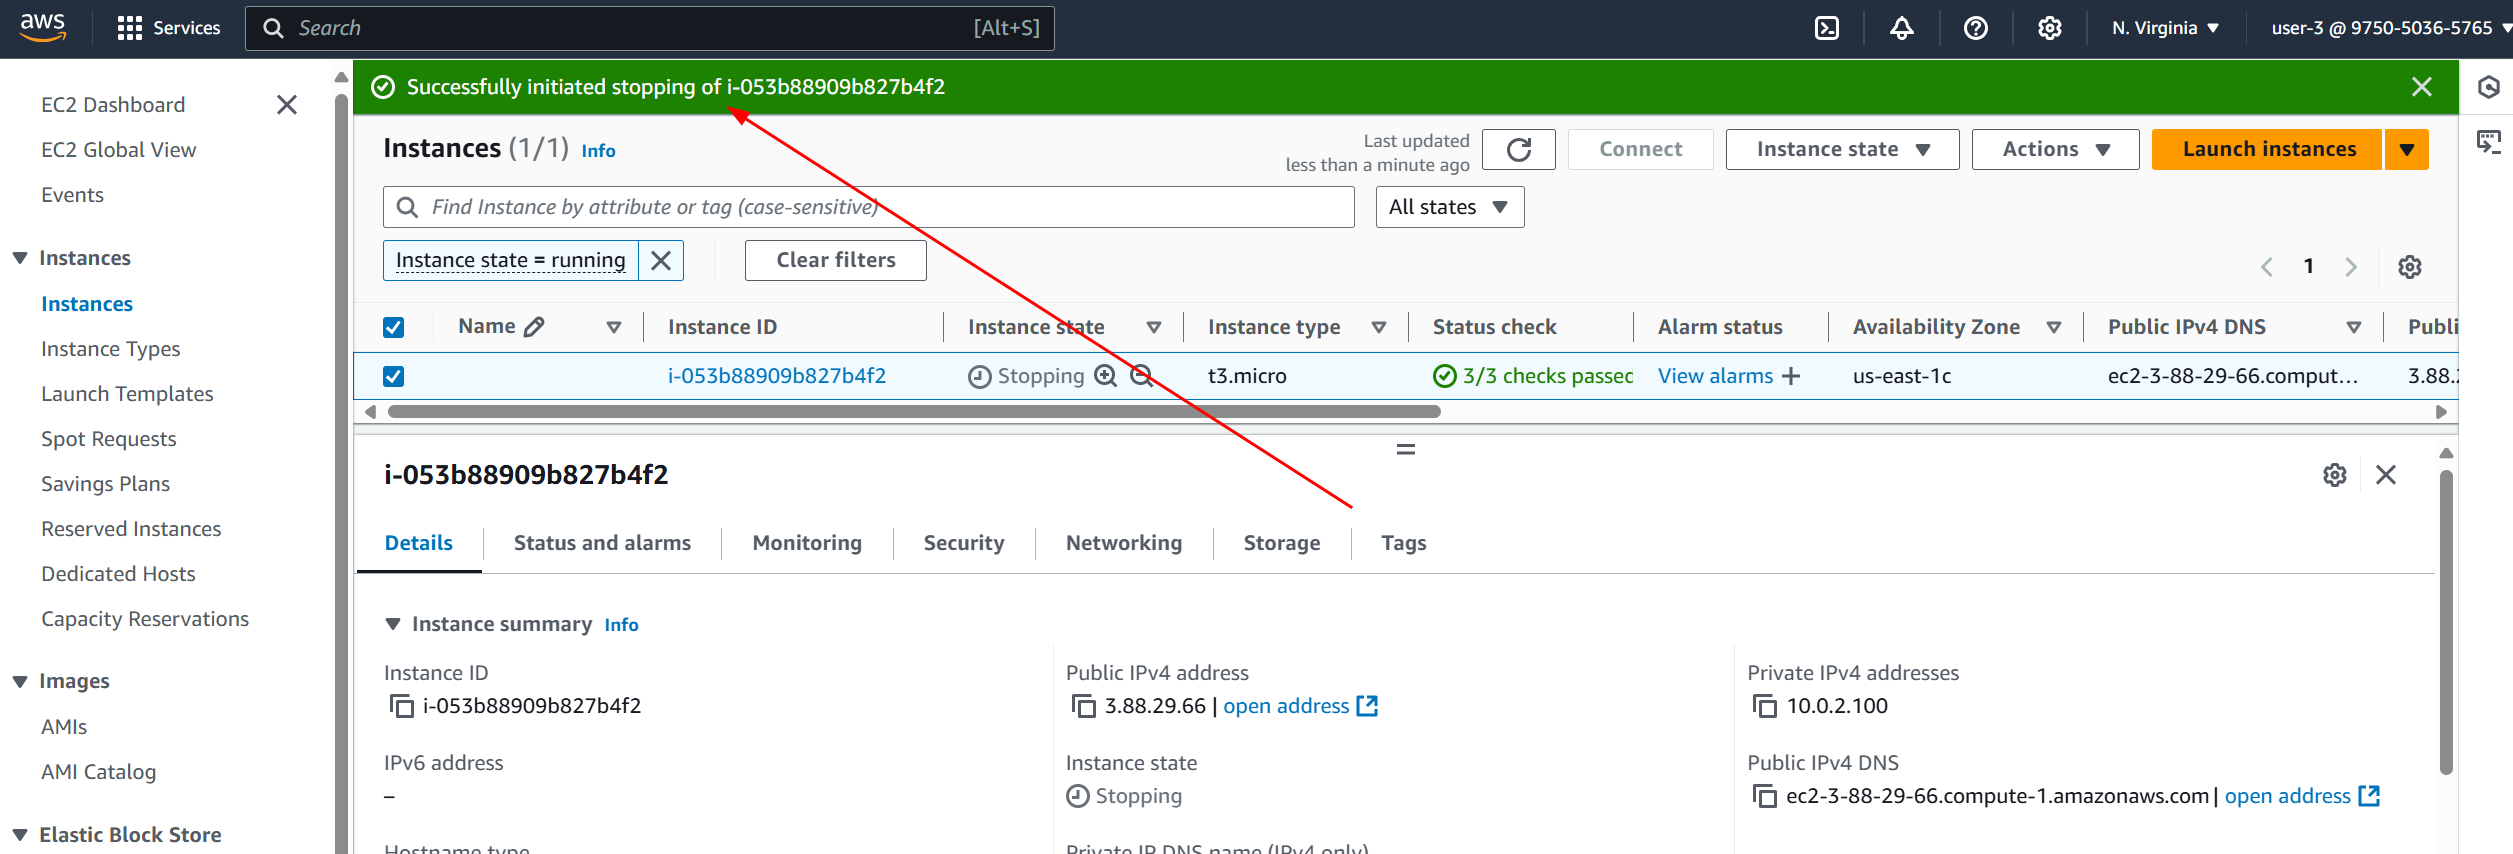 aws Services Search [Alt+S] N. Virginia user-3 @ 9750-5036-5765
EC2 Dashboard
EC2 Global View
Events
Instances
Instances
Instance Types
Launch Templates
Spot Requests
Savings Plans
Reserved Instances
Dedicated Hosts
Capacity Reservations
Images
AMIs
AMI Catalog
Elastic Block Store
Successfully initiated stopping of i-053b88909b827b4f2
Instances (1/1) Info
Last updated
less than a minute ago
Connect Instance state Actions Launch instances
Find Instance by attribute or tag (case-sensitive) All states
Instance state = running Clear filters
1
Name Instance ID Instance state Instance type Status check Alarm status Availability Zone Public IPv4 DNS Publi
i-053b88909b827b4f2 Stopping t3.micro 3/3 checks passed View alarms us-east-1c ec2-3-88-29-66.comput… 3.88.
i-053b88909b827b4f2
Details Status and alarms Monitoring Security Networking Storage Tags
Instance summary Info
Instance ID
i-053b88909b827b4f2
Public IPv4 address
3.88.29.66 | open address
Private IPv4 addresses
10.0.2.100
IPv6 address
–
Instance state
Stopping
Public IPv4 DNS
ec2-3-88-29-66.compute-1.amazonaws.com | open address
Hostname type
Private IP DNS name (IPv4 only)